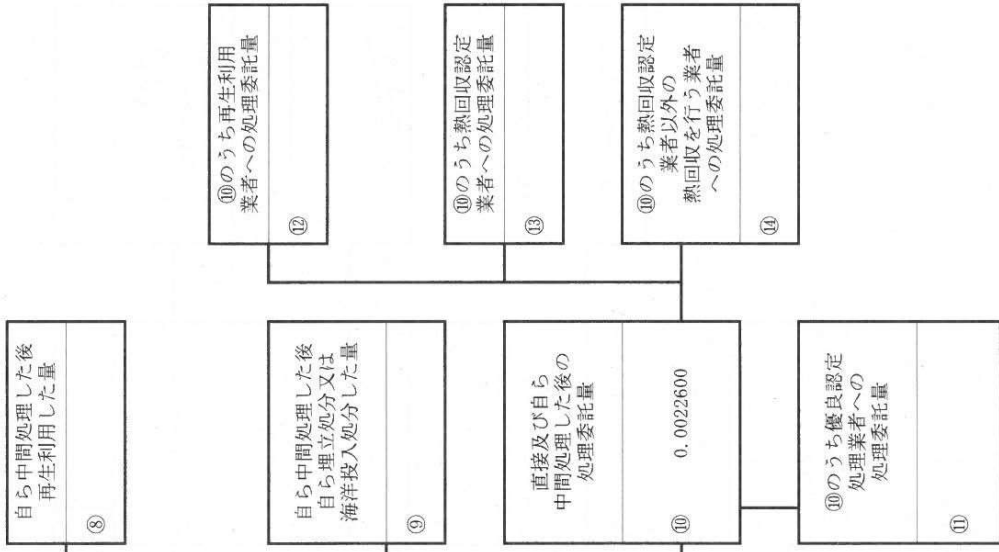 自ら中間処理した後
再生利用した量
⑧
自ら中間処理した後
自ら埋立処分又は
海洋投入処分した量
⑨
直接及び自ら
中間処理した後の
処理委託量
⑩ 0.0022600
⑩のうち優良認定
処理業者への
処理委託量
⑪
⑩のうち再生利用
業者への処理委託量
⑫
⑩のうち熱回収認定
業者への処理委託量
⑬
⑩のうち熱回収認定
業者以外の
熱回収を行う業者
への処理委託量
⑭